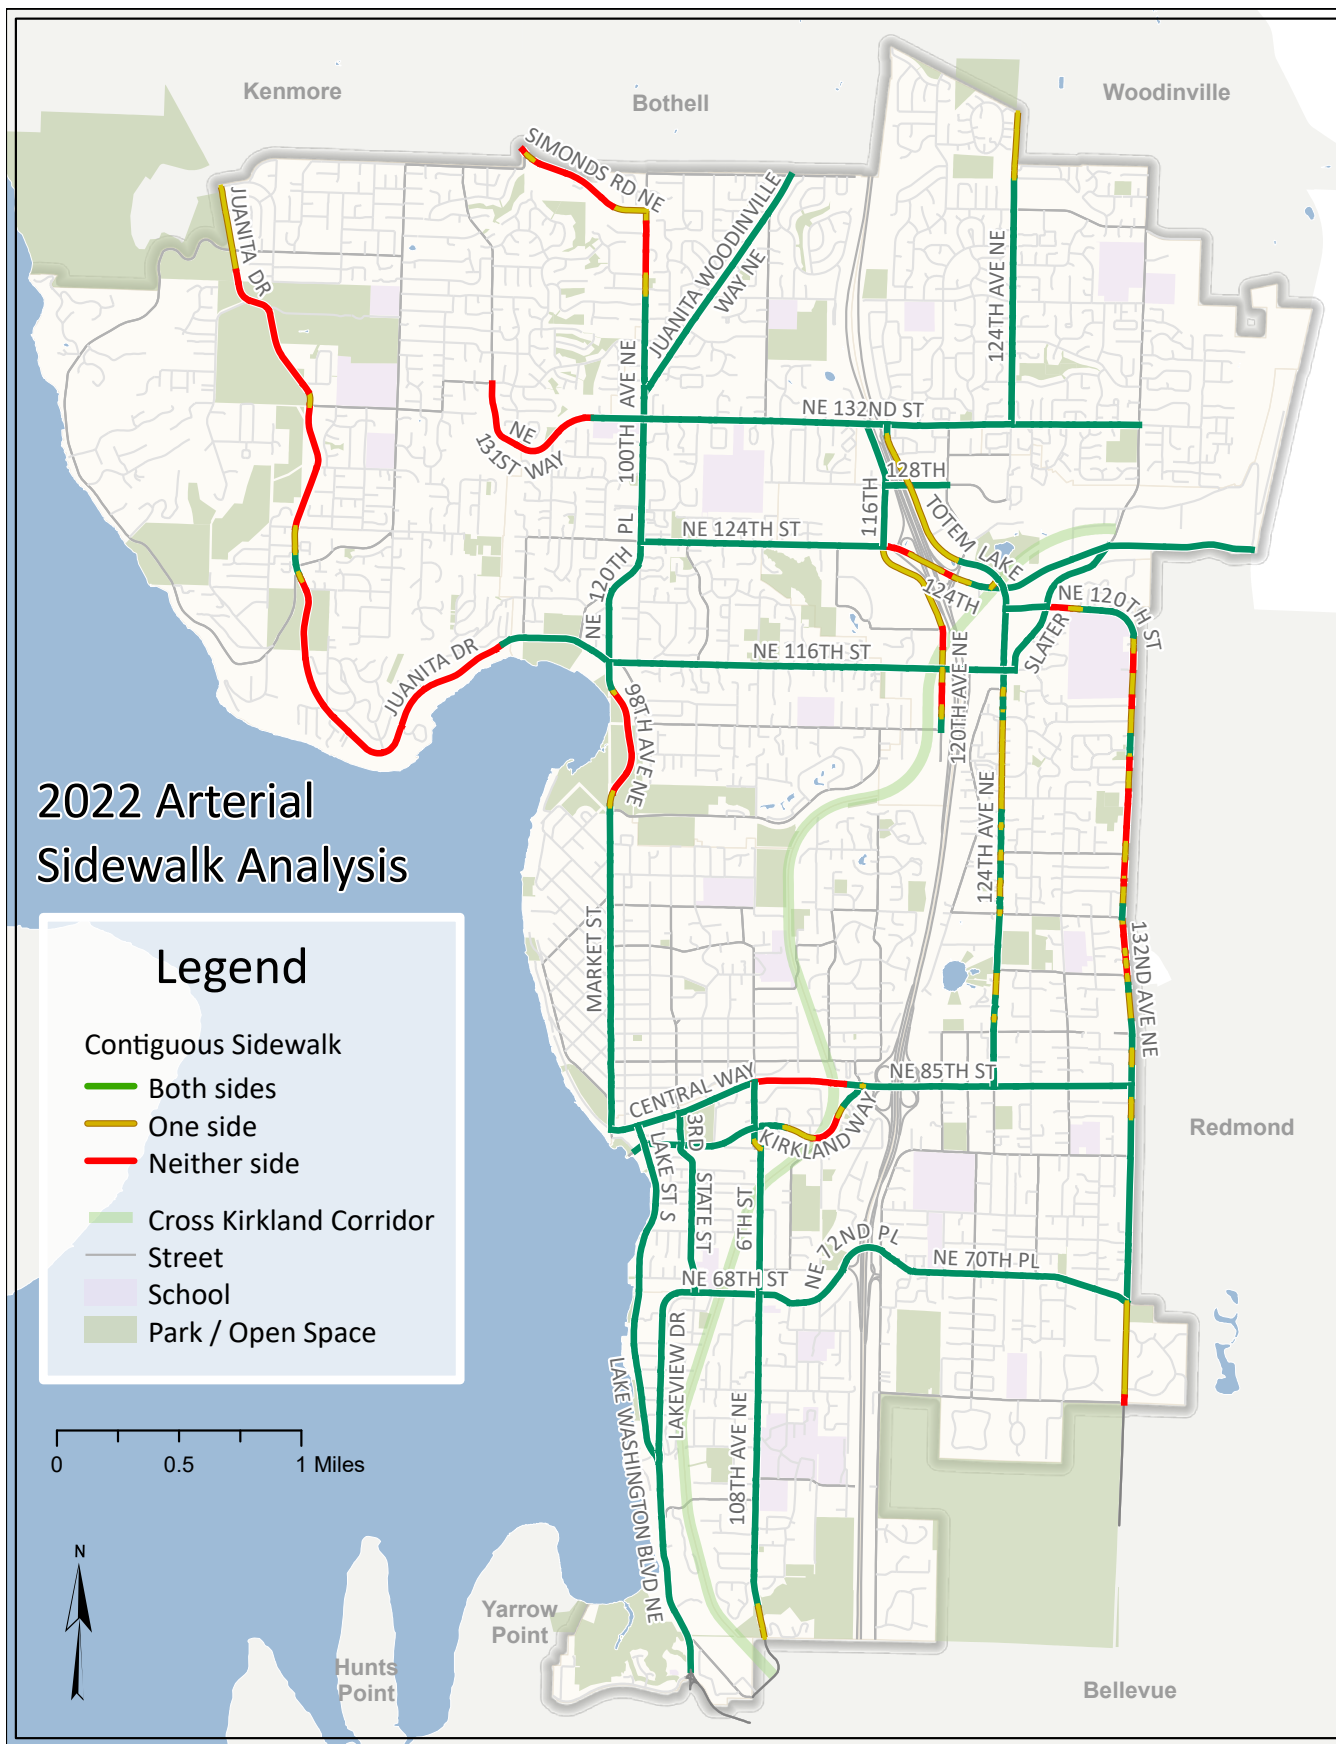 Kenmore
Bothell
Woodinville
SIMONDS RD NE
JUANITA DR
JUANITA WOODINVILLE
WAY NE
124TH AVE NE
100TH AVE NE
NE 132ND ST
NE
131ST WAY
128TH
116TH
TOTEM LAKE
NE 124TH ST
NE 120TH PL
124TH
NE 120TH ST
SLATER
NE 116TH ST
JUANITA DR
98TH AVE NE
120TH AVE NE
124TH AVE NE
2022 Arterial
Sidewalk Analysis
MARKET ST
132ND AVE NE
Legend
Contiguous Sidewalk
Both sides
One side
Neither side
Cross Kirkland Corridor
Street
School
Park / Open Space
NE 85TH ST
CENTRAL WAY
3RD
KIRKLAND WAY
LAKE ST S
STATE ST
6TH ST
Redmond
NE 72ND PL
NE 70TH PL
NE 68TH ST
LAKEVIEW DR
LAKE WASHINGTON BLVD NE
108TH AVE NE
0
0.5
1 Miles
N
Yarrow
Point
Hunts
Point
Bellevue